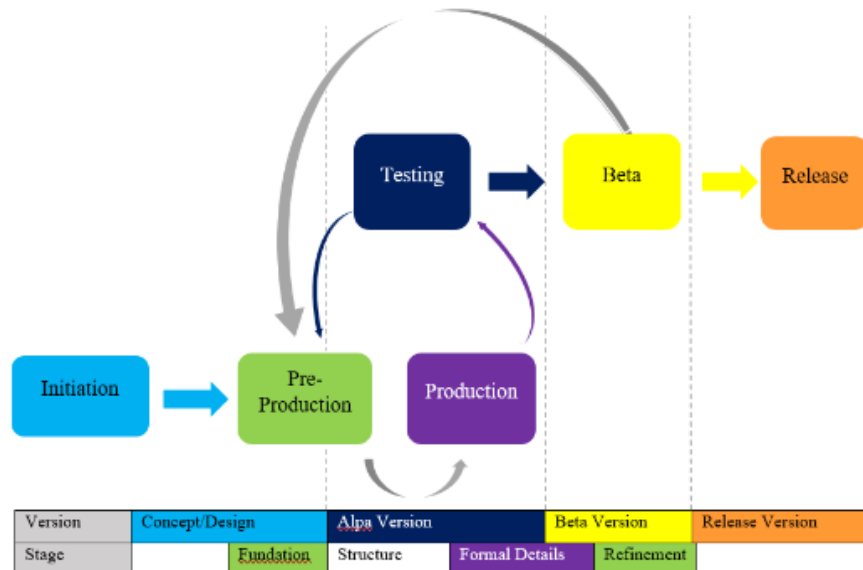 Testing
Beta
Release
Initiation
Pre-
Production
Production
Version Concept/Design Alpa Version Beta Version Release Version
Stage Fundation Structure Formal Details Refinement